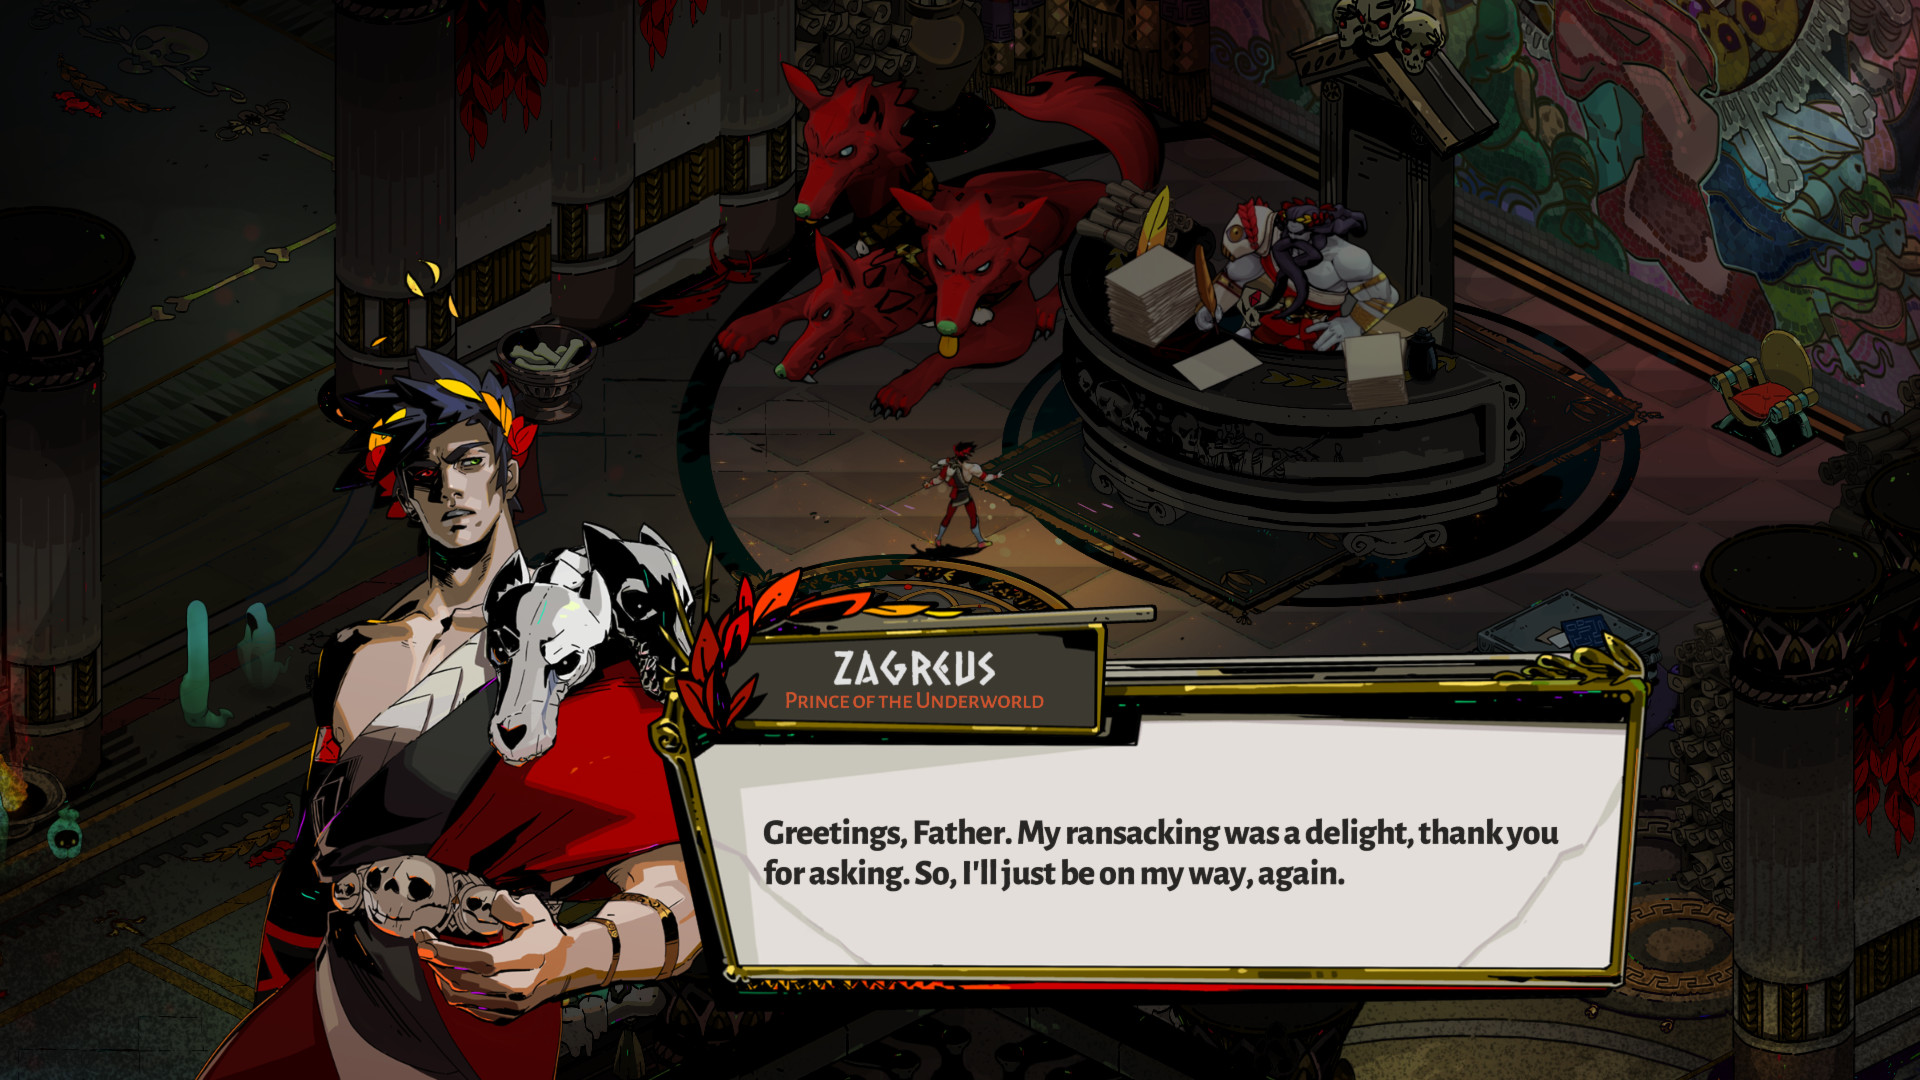 ZAGREUS
PRINCE OF THE UNDERWORLD
Greetings, Father. My ransacking was a delight, thank you
for asking. So, I'll just be on my way, again.